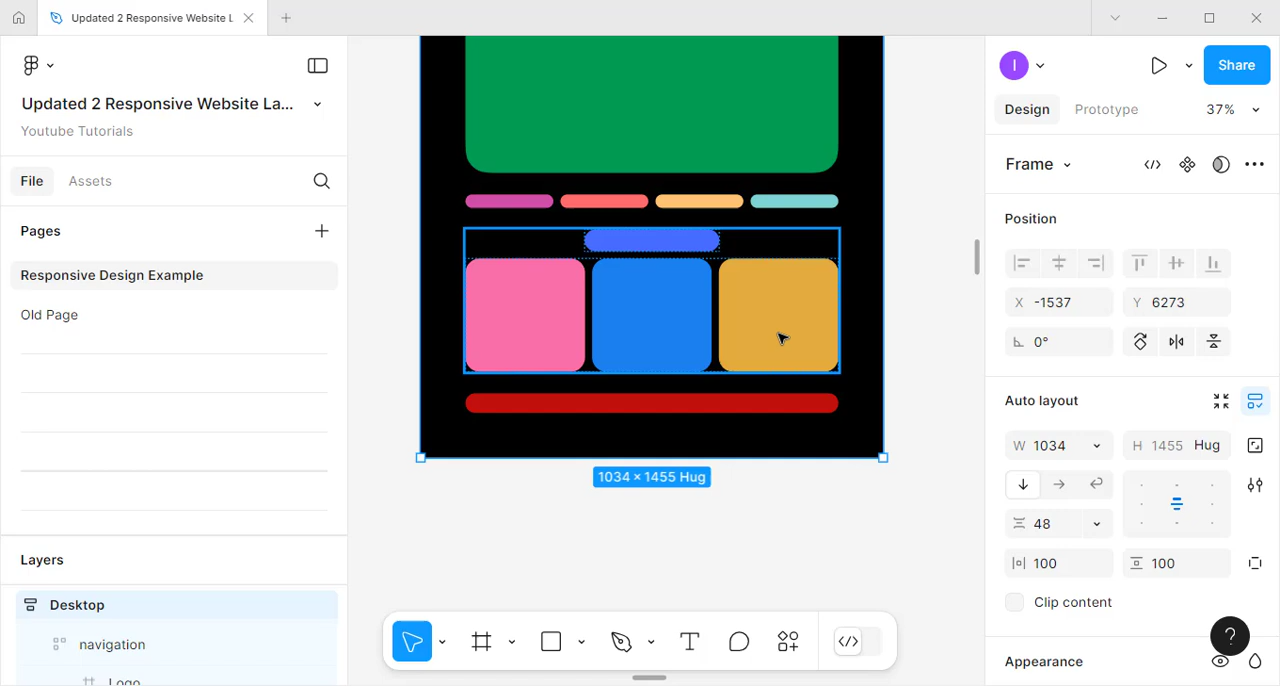 Updated 2 Responsive Website L
Share
Updated 2 Responsive Website La...
Youtube Tutorials
I
Design
Prototype
37%
File
Assets
Frame
Pages
Position
Responsive Design Example
X -1537
Y 6273
Old Page
0°
Auto layout
W 1034
H 1455 Hug
1034 × 1455 Hug
48
Layers
100
100
Desktop
Clip content
navigation
?
Appearance
Logo